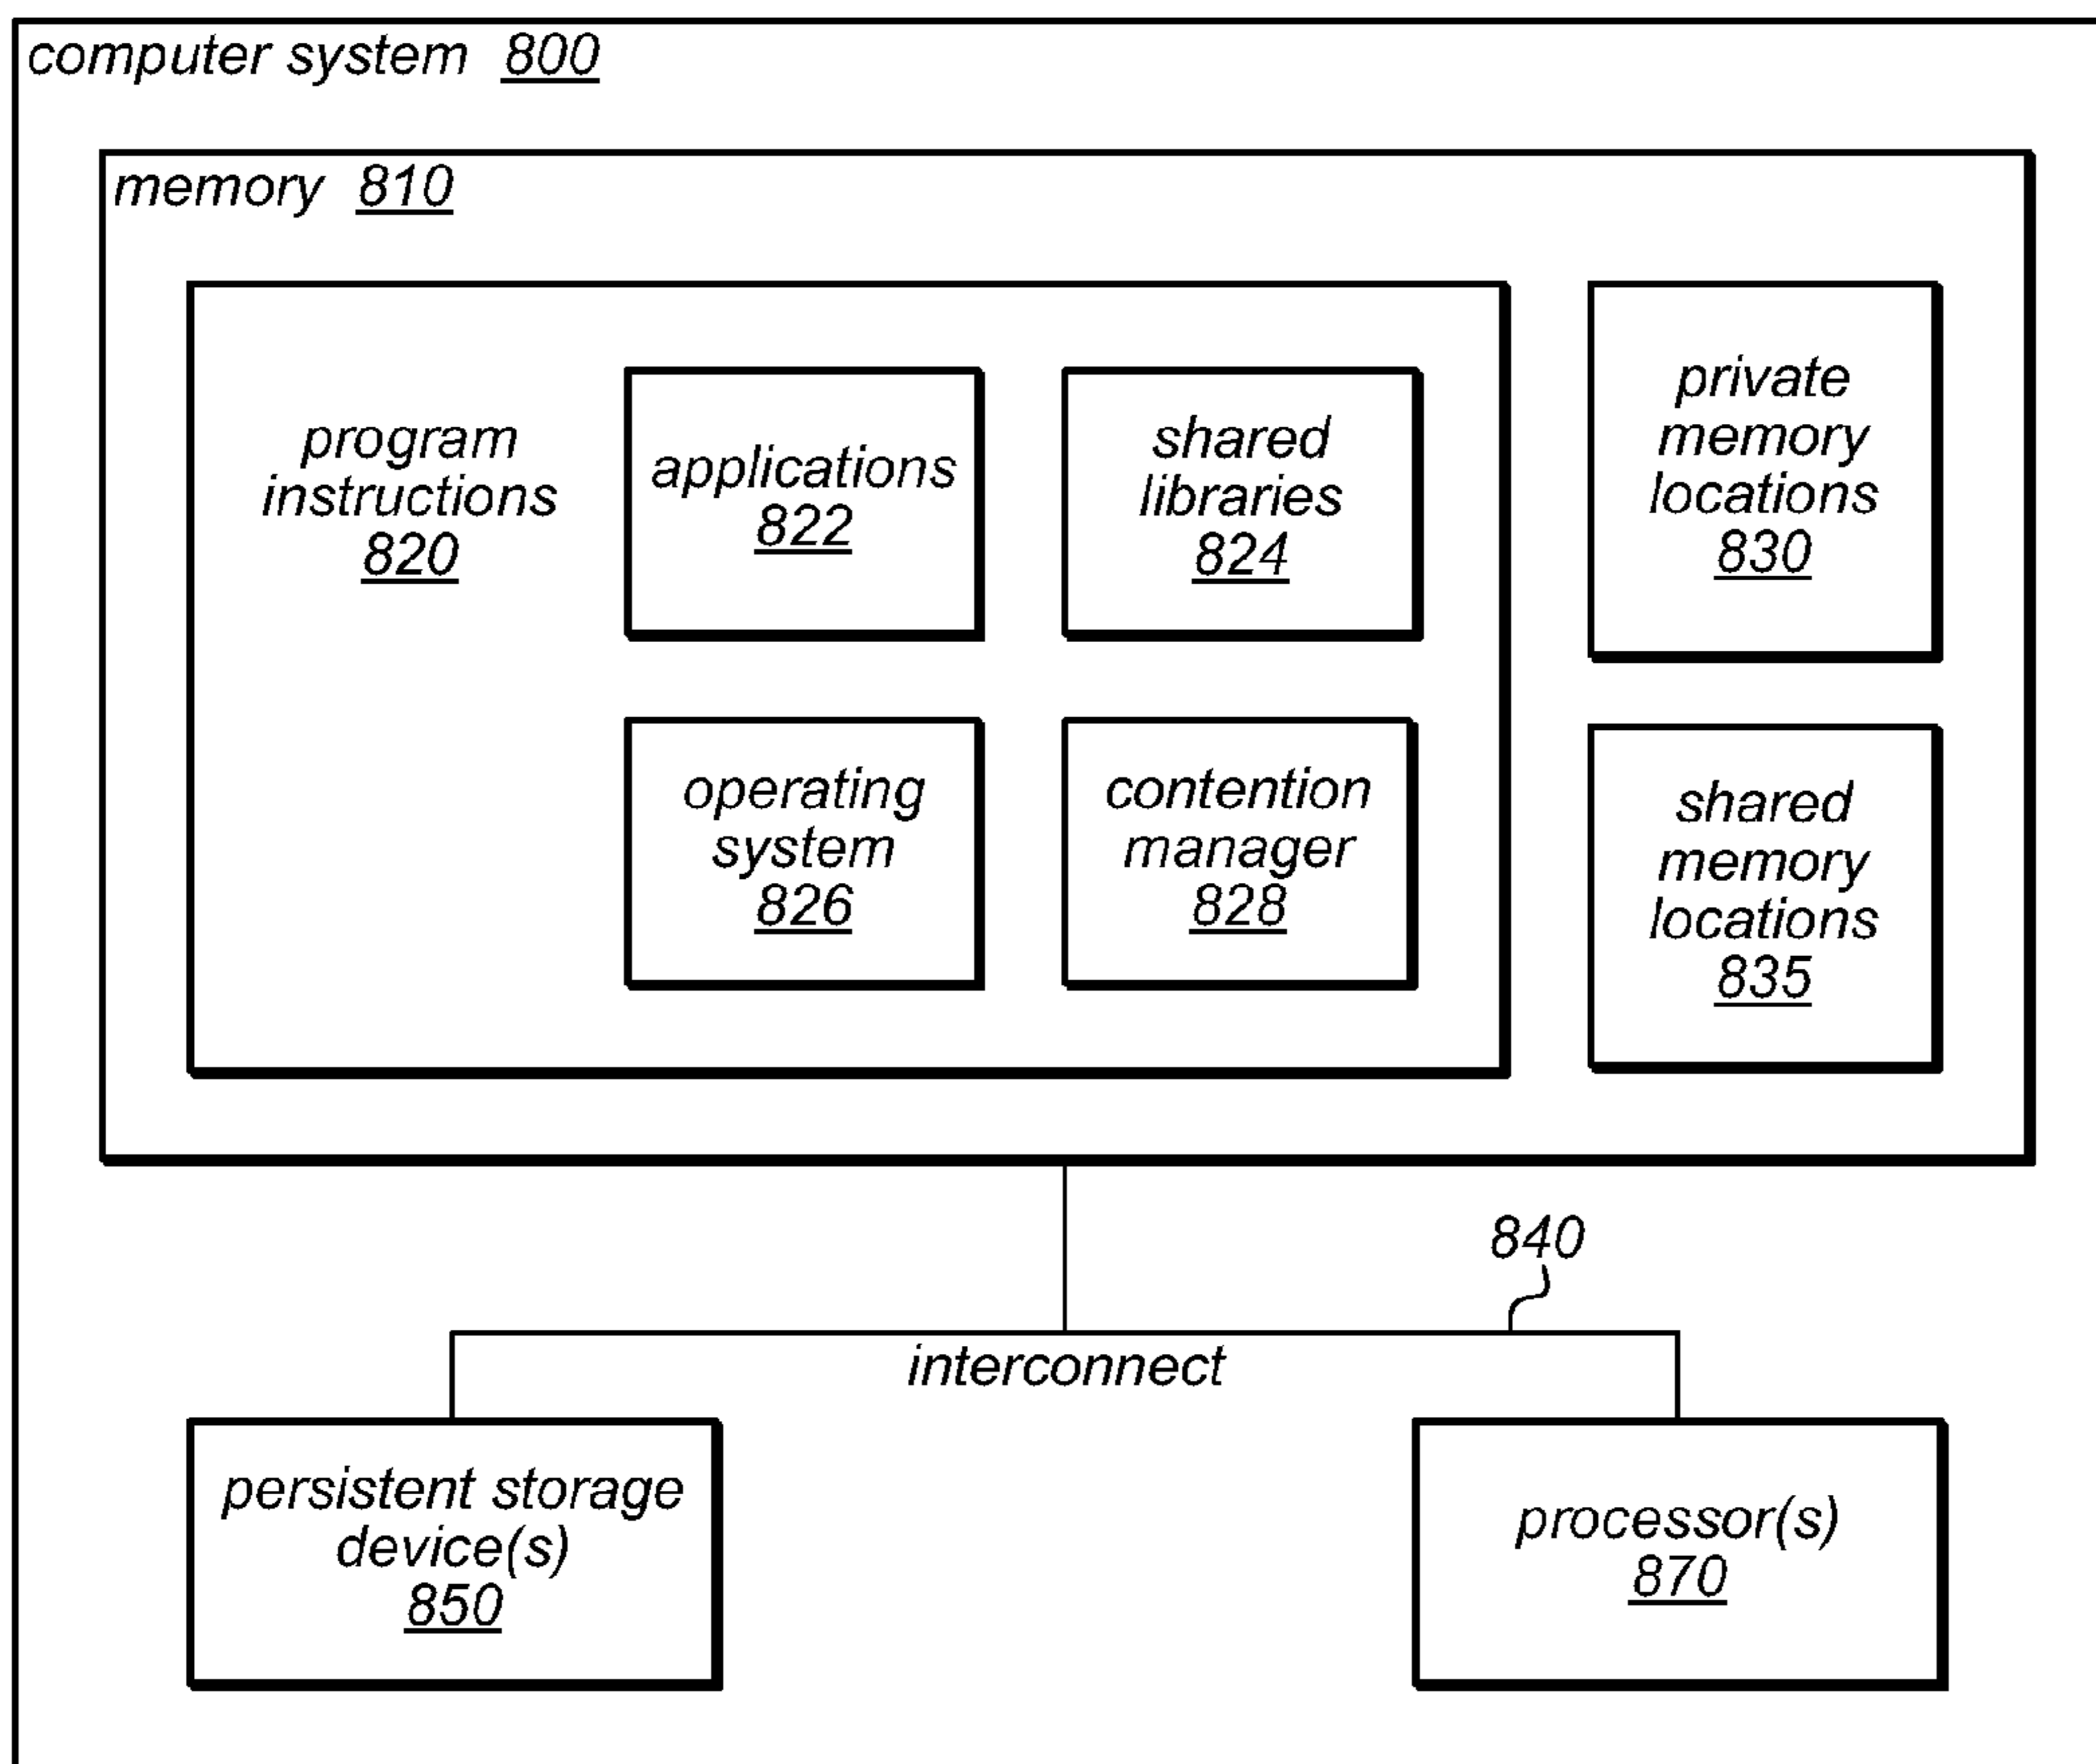 computer system 800
memory 810
program
instructions
820
applications
822
shared
libraries
824
operating
system
826
contention
manager
828
private
memory
locations
830
shared
memory
locations
835
840
interconnect
persistent storage
device(s)
850
processor(s)
870